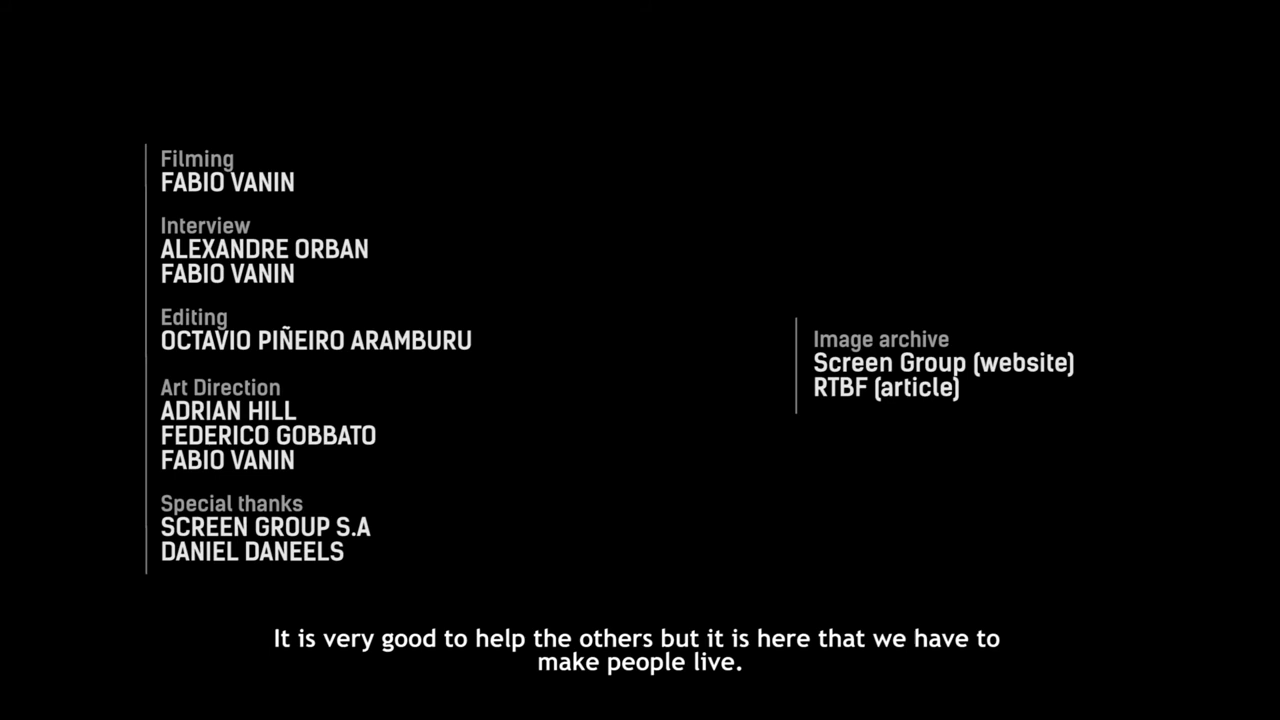 Filming
FABIO VANIN
Interview
ALEXANDRE ORBAN
FABIO VANIN
Editing
OCTAVIO PIÑEIRO ARAMBURU
Art Direction
ADRIAN HILL
FEDERICO GOBBATO
FABIO VANIN
Special thanks
SCREEN GROUP S.A
DANIEL DANEELS
Image archive
Screen Group (website)
RTBF (article)
It is very good to help the others but it is here that we have to
make people live.